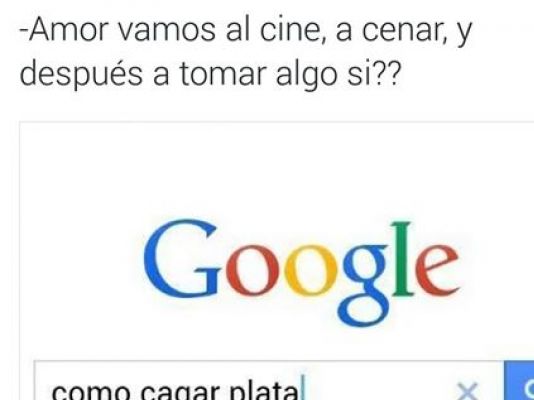 -Amor vamos al cine, a cenar, y
después a tomar algo si??
Google
como cagar plata